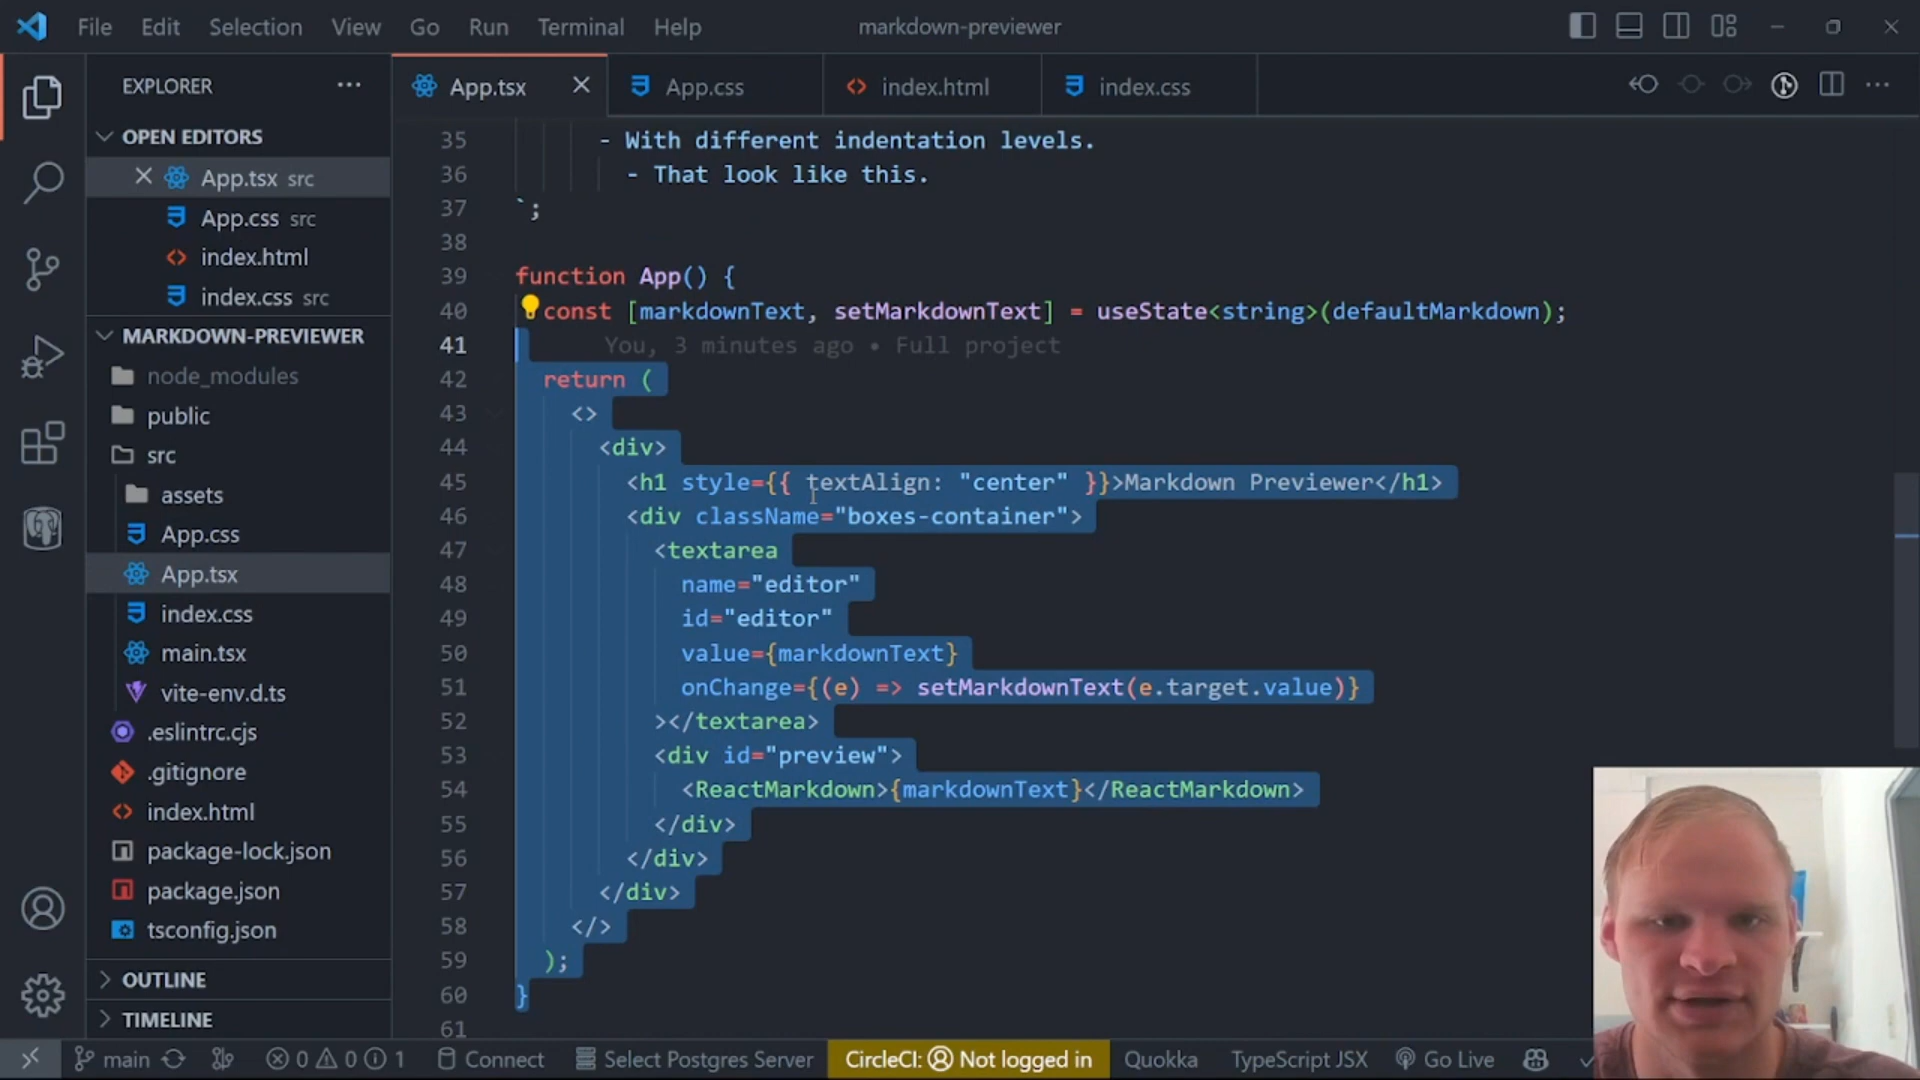 File Edit Selection View Go Run Terminal Help markdown-previewer
EXPLORER
App.tsx
App.css
index.html
index.css
OPEN EDITORS
App.tsx src
App.css src
index.html
index.css src
MARKDOWN-PREVIEWER
node_modules
public
src
assets
App.css
App.tsx
index.css
main.tsx
vite-env.d.ts
.eslintrc.cjs
.gitignore
index.html
package-lock.json
package.json
tsconfig.json
OUTLINE
TIMELINE
35 - With different indentation levels.
36 - That look like this.
37 `;
38
39 function App() {
40 const [markdownText, setMarkdownText] = useState<string>(defaultMarkdown);
41 You, 3 minutes ago • Full project
42 return (
43 <>
44 <div>
45 <h1 style={{ textAlign: "center" }}>Markdown Previewer</h1>
46 <div className="boxes-container">
47 <textarea
48 name="editor"
49 id="editor"
50 value={markdownText}
51 onChange={(e) => setMarkdownText(e.target.value)}
52 ></textarea>
53 <div id="preview">
54 <ReactMarkdown>{markdownText}</ReactMarkdown>
55 </div>
56 </div>
57 </div>
58 </>
59 );
60 }
61
main 0 0 1 Connect Select Postgres Server CircleCI: Not logged in Quokka TypeScript JSX Go Live